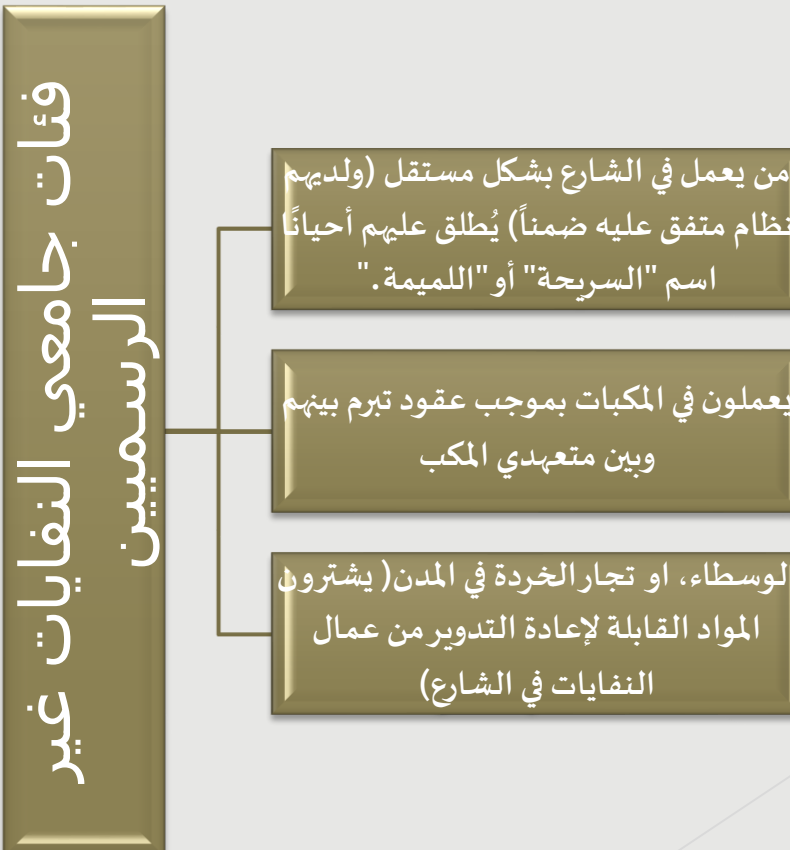 فئات جامعي النفايات غير
الرسميين
من يعمل في الشارع بشكل مستقل (ولديهم
نظام متفق عليه ضمناً) يُطلق عليهم أحيانًا
اسم "السريحة" أو "اللميمة."
يعملون في المكبات بموجب عقود تبرم بينهم
وبين متعهدي المكب
الوسطاء، او تجار الخردة في المدن( يشترون
المواد القابلة لإعادة التدوير من عمال
النفايات في الشارع)